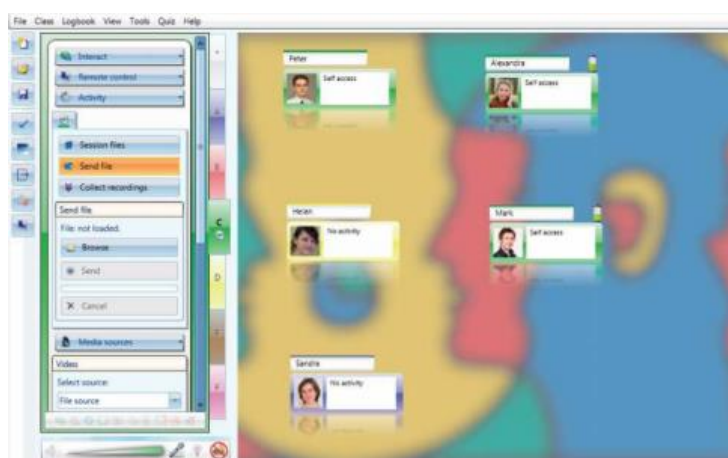 File Class Logbook View Tools Quiz Help
Interact
Remote control
Activity
Session files
Send file
Collect recordings
Send file
File: not loaded.
Browse
Send
Cancel
Media sources
Video
Select source:
File source
C
D
Peter
Self access
Alexandra
Self access
Helen
No activity
Mark
Self access
Sandra
No activity